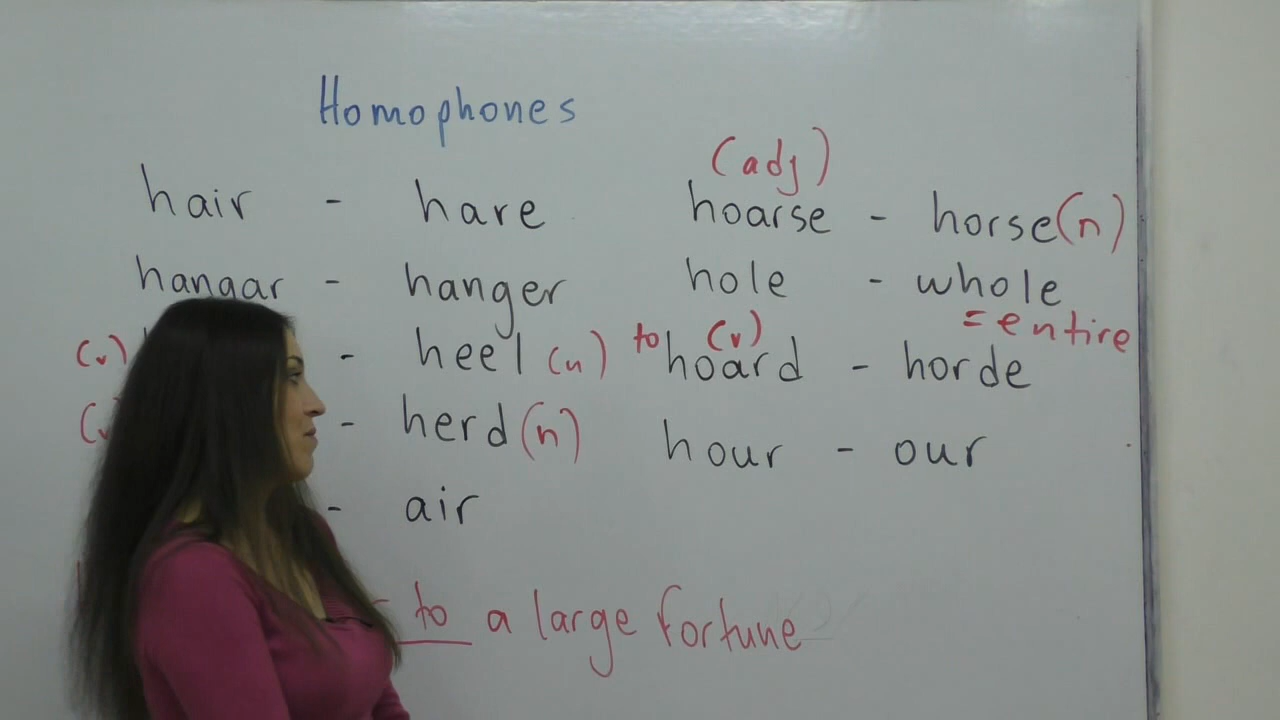 Homophones
hair - hare
hangar - hanger
(v) - heel (n)
- herd (n)
- air
(adj)
hoarse - horse (n)
hole - whole
= entire
to (v)
hoard - horde
hour - our
to a large fortune